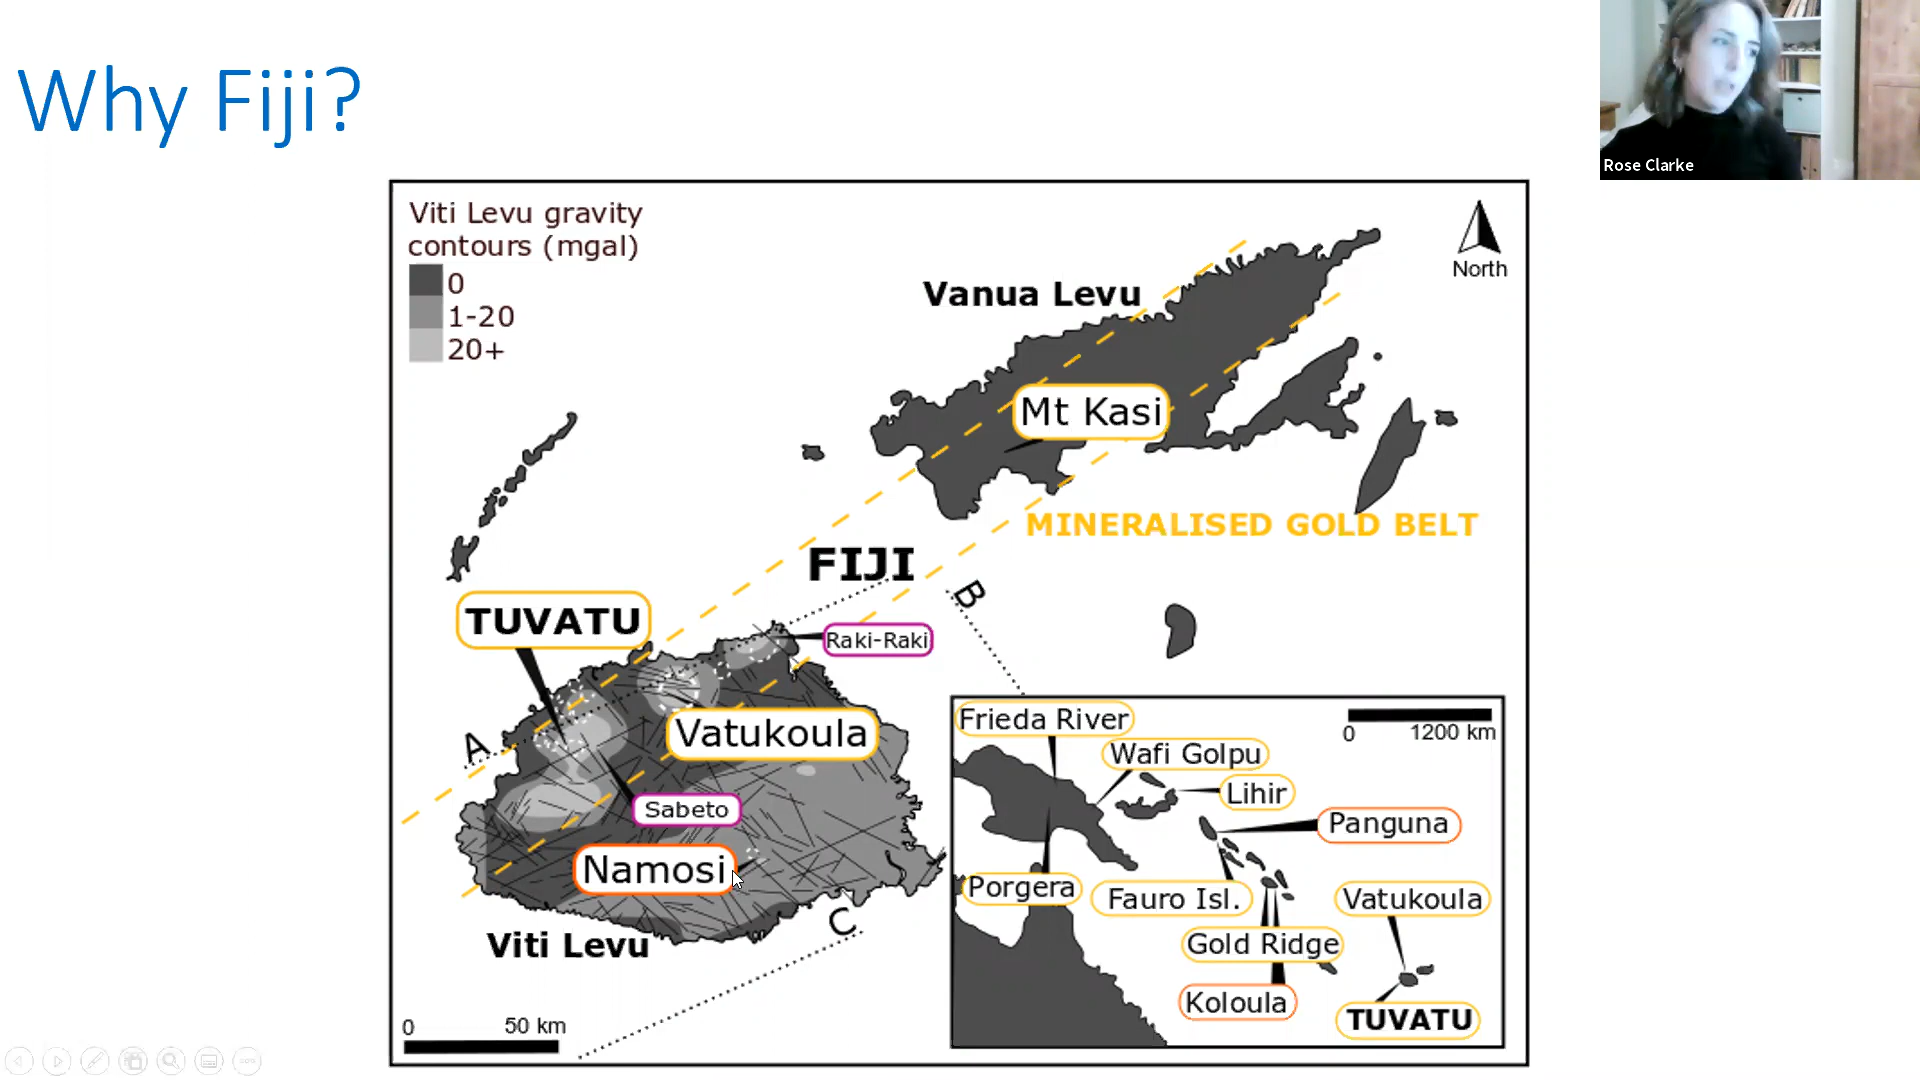 Why Fiji?
Rose Clarke
Viti Levu gravity
contours (mgal)
0
1-20
20+
North
Vanua Levu
Mt Kasi
MINERALISED GOLD BELT
FIJI
B
TUVATU
Raki-Raki
A
Vatukoula
Sabeto
Namosi
C
Viti Levu
0 50 km
Frieda River
0 1200 km
Wafi Golpu
Lihir
Panguna
Porgera
Fauro Isl.
Vatukoula
Gold Ridge
Koloula
TUVATU